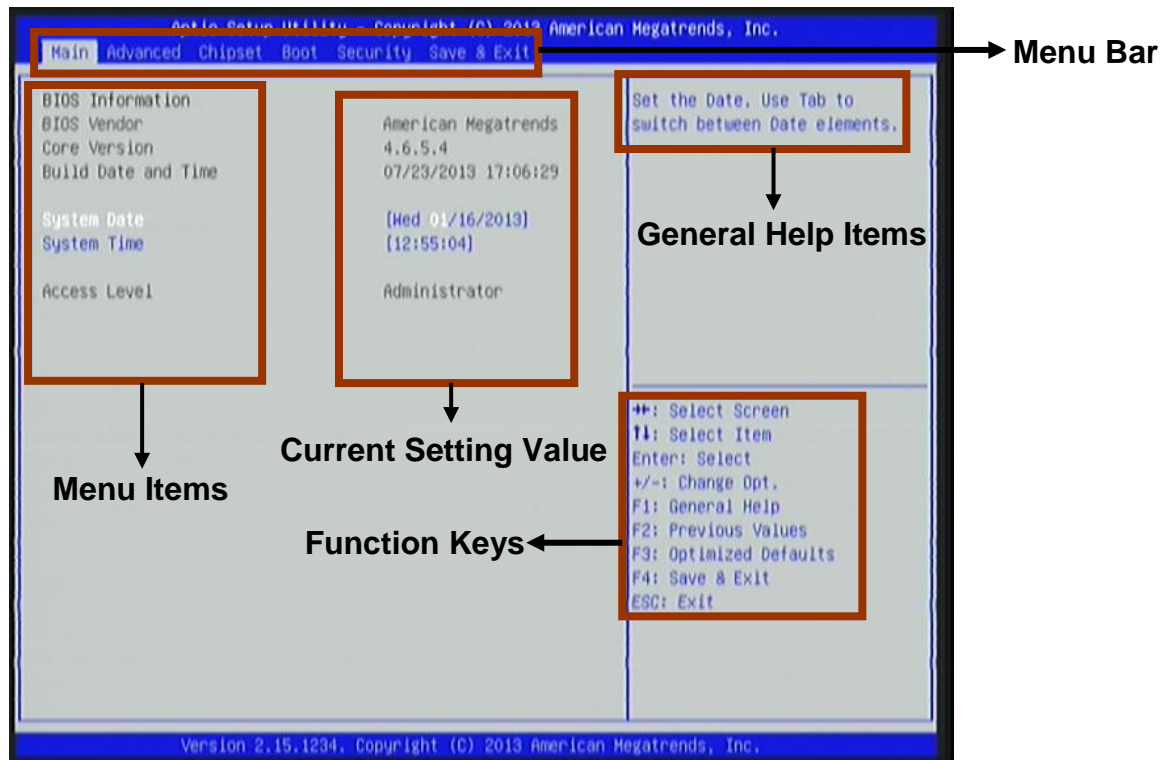 Aptio Setup Utility - Copyright (C) 2013 American Megatrends, Inc.
Main Advanced Chipset Boot Security Save & Exit
Menu Bar
BIOS Information
BIOS Vendor American Megatrends
Core Version 4.6.5.4
Build Date and Time 07/23/2013 17:06:29
System Date [Wed 01/16/2013]
System Time [12:55:04]
Access Level Administrator
Set the Date. Use Tab to
switch between Date elements.
General Help Items
Menu Items
Current Setting Value
Function Keys
→←: Select Screen
↑↓: Select Item
Enter: Select
+/-: Change Opt.
F1: General Help
F2: Previous Values
F3: Optimized Defaults
F4: Save & Exit
ESC: Exit
Version 2.15.1234. Copyright (C) 2013 American Megatrends, Inc.